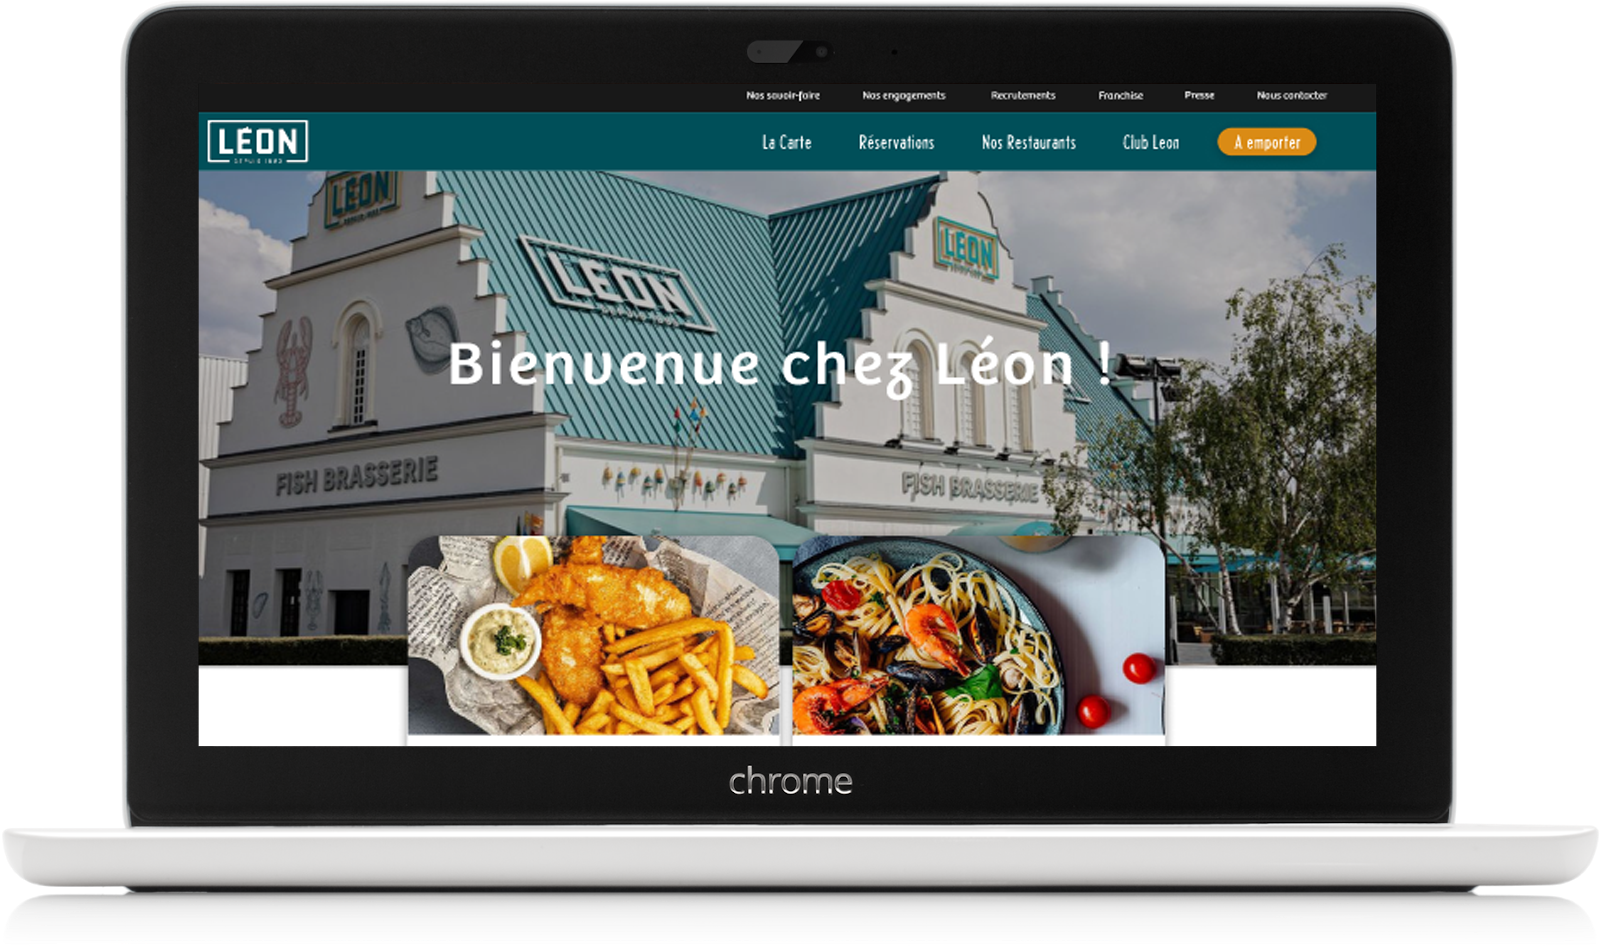 Nos savoir-faire Nos engagements Recrutements Franchise Presse Nous contacter
LÉON
DEPUIS 1893
La Carte Réservations Nos Restaurants Club Leon A emporter
LÉON
LÉON
LÉON
Bienvenue chez Léon !
FISH BRASSERIE
FISH BRASSERIE
chrome